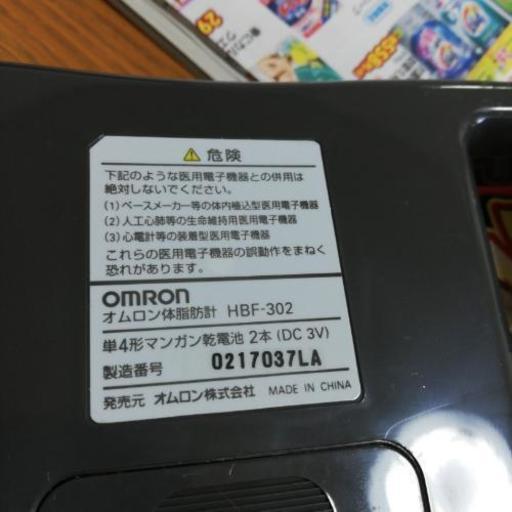 29
558
⚠危険
下記のような医用電子機器との併用は
絶対しないでください。
(1)ペースメーカー等の体内植込型医用電子機器
(2)人工心肺等の生命維持用医用電子機器
(3)心電計等の装着型医用電子機器
これらの医用電子機器の誤動作をまねく
恐れがあります。
OMRON
オムロン体脂肪計 HBF-302
単4形マンガン乾電池 2本(DC 3V)
製造番号 0217037LA
発売元 オムロン株式会社 MADE IN CHINA